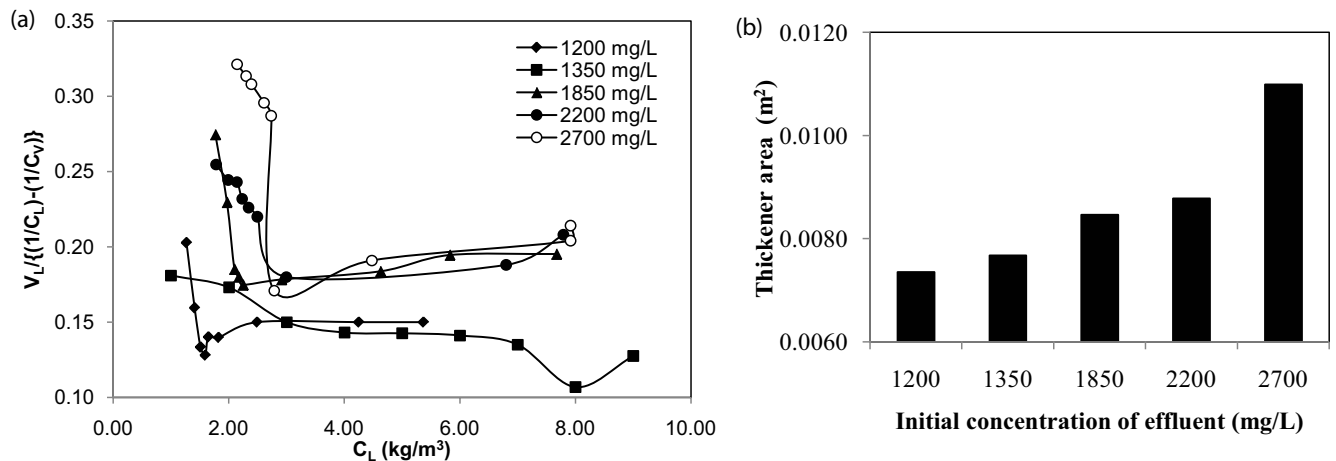 (a)
0.35
0.30
0.25
0.20
0.15
0.10
V_L/{(1/C_L)-(1/C_V)}
1200 mg/L
1350 mg/L
1850 mg/L
2200 mg/L
2700 mg/L
0.00 2.00 4.00 6.00 8.00 10.00
C_L (kg/m³)
(b)
0.0120
0.0100
0.0080
0.0060
Thickener area (m²)
1200 1350 1850 2200 2700
Initial concentration of effluent (mg/L)